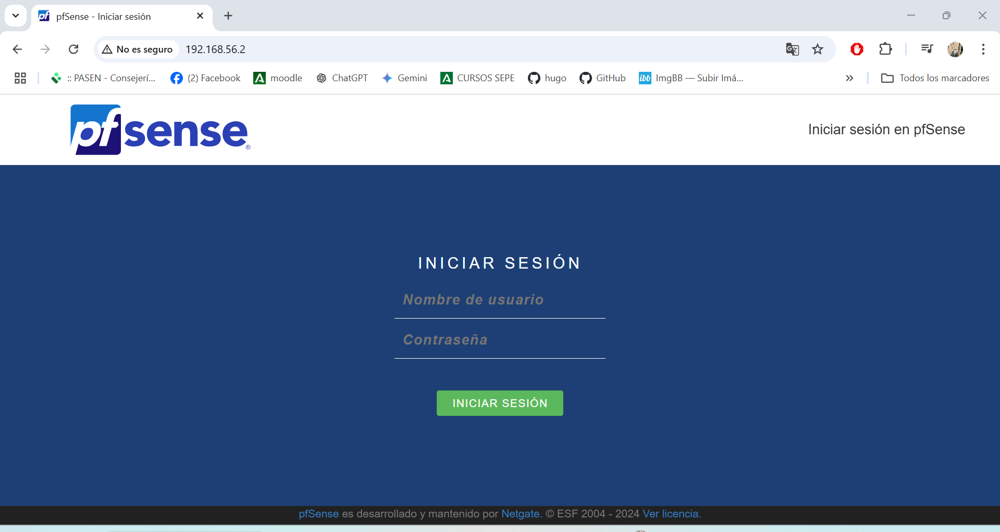 pfSense - Iniciar sesión
No es seguro 192.168.56.2
:: PASEN - Consejerí... (2) Facebook moodle ChatGPT Gemini CURSOS SEPE hugo GitHub ibb ImgBB — Subir Imá... Todos los marcadores
pfsense®
Iniciar sesión en pfSense
INICIAR SESIÓN
Nombre de usuario
Contraseña
INICIAR SESIÓN
pfSense es desarrollado y mantenido por Netgate. © ESF 2004 - 2024 Ver licencia.